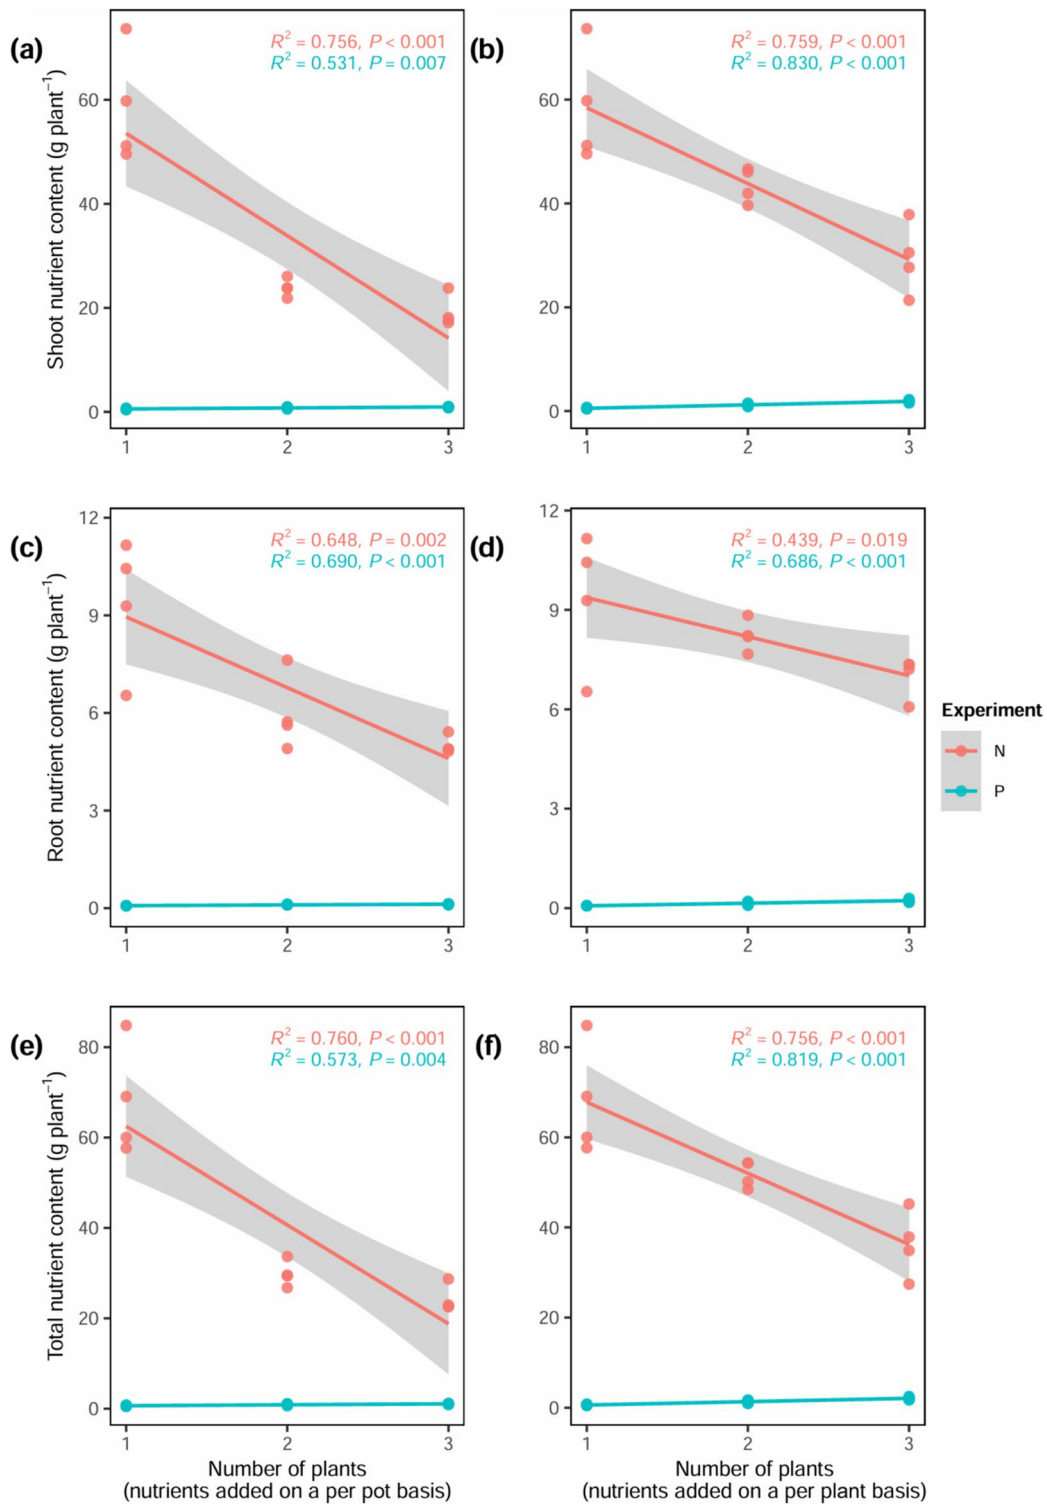 (a)
R² = 0.756, P < 0.001
R² = 0.531, P = 0.007
Shoot nutrient content (g plant⁻¹)
60
40
20
0
1 2 3
(b)
R² = 0.759, P < 0.001
R² = 0.830, P < 0.001
60
40
20
0
1 2 3
(c)
R² = 0.648, P = 0.002
R² = 0.690, P < 0.001
Root nutrient content (g plant⁻¹)
12
9
6
3
0
1 2 3
(d)
R² = 0.439, P = 0.019
R² = 0.686, P < 0.001
12
9
6
3
0
1 2 3
Experiment
N
P
(e)
R² = 0.760, P < 0.001
R² = 0.573, P = 0.004
Total nutrient content (g plant⁻¹)
80
60
40
20
0
1 2 3
Number of plants
(nutrients added on a per pot basis)
(f)
R² = 0.756, P < 0.001
R² = 0.819, P < 0.001
80
60
40
20
0
1 2 3
Number of plants
(nutrients added on a per plant basis)